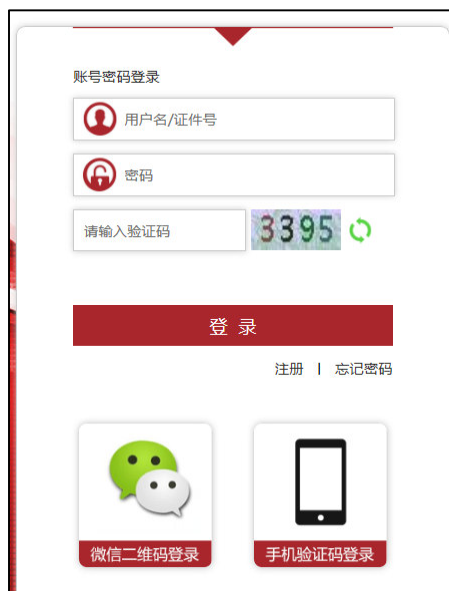 账号密码登录
用户名/证件号
密码
请输入验证码 3395
登 录
注册 | 忘记密码
微信二维码登录 手机验证码登录